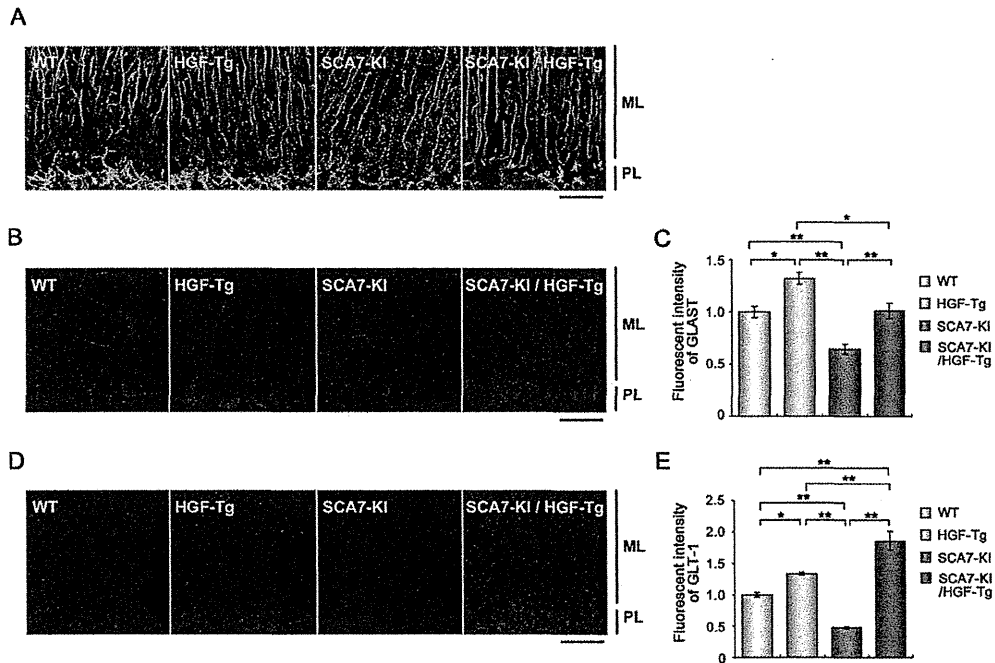 A
WT HGF-Tg SCA7-KI SCA7-KI / HGF-Tg
ML
PL
B
WT HGF-Tg SCA7-KI SCA7-KI / HGF-Tg
ML
PL
C
Fluorescent intensity
of GLAST
1.5
1.0
0.5
0
*
**
* ** **
WT
HGF-Tg
SCA7-KI
SCA7-KI
/HGF-Tg
D
WT HGF-Tg SCA7-KI SCA7-KI / HGF-Tg
ML
PL
E
Fluorescent intensity
of GLT-1
2.5
2.0
1.5
1.0
0.5
0
**
**
**
* ** **
WT
HGF-Tg
SCA7-KI
SCA7-KI
/HGF-Tg